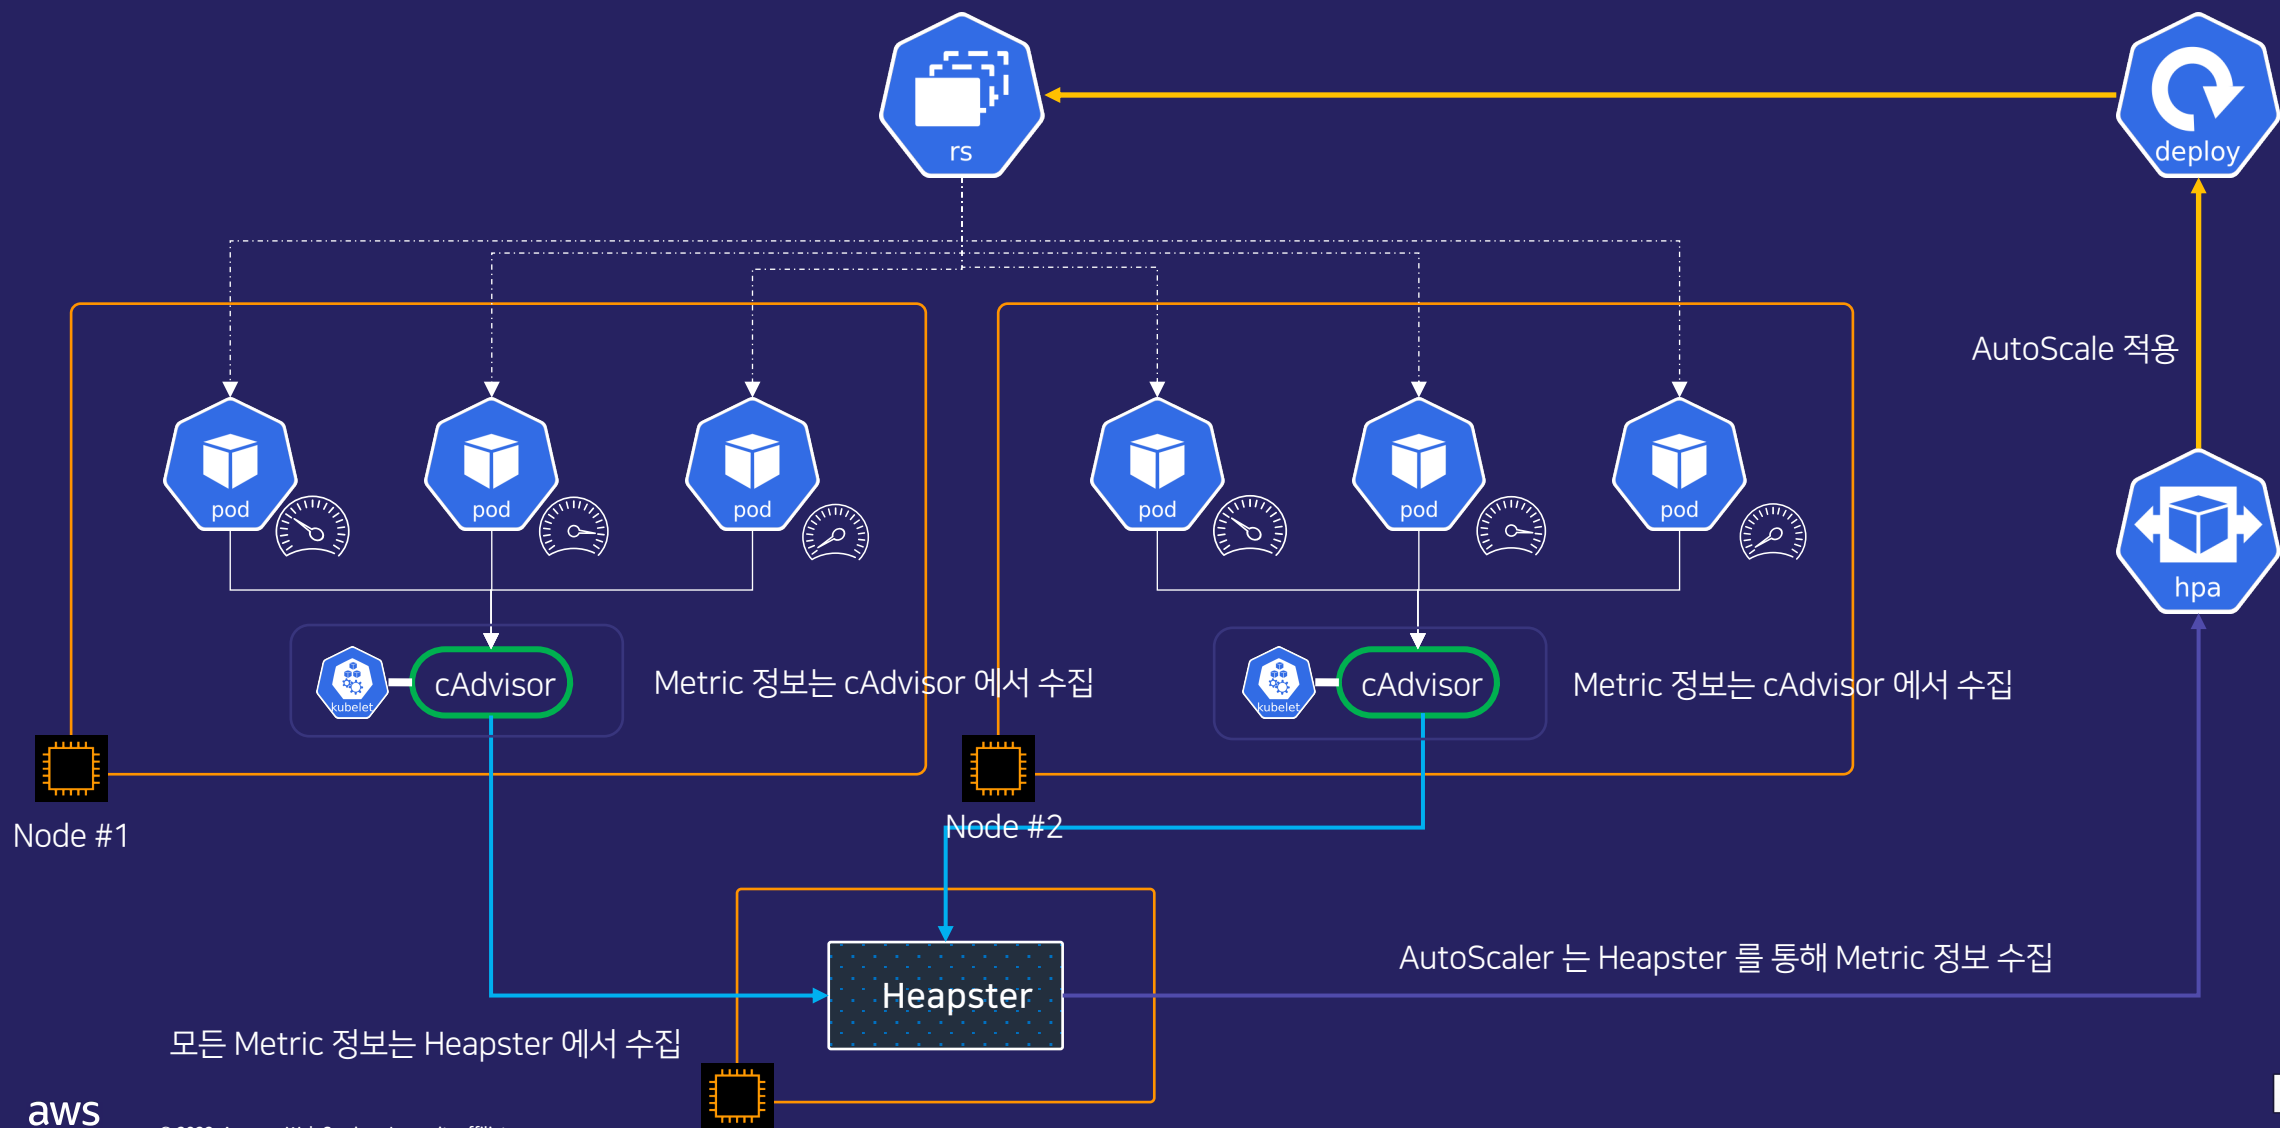 rs
deploy
AutoScale 적용
pod
pod
pod
pod
pod
pod
hpa
kubelet
cAdvisor
Metric 정보는 cAdvisor 에서 수집
kubelet
cAdvisor
Metric 정보는 cAdvisor 에서 수집
Node #1
Node #2
AutoScaler 는 Heapster 를 통해 Metric 정보 수집
Heapster
모든 Metric 정보는 Heapster 에서 수집
aws